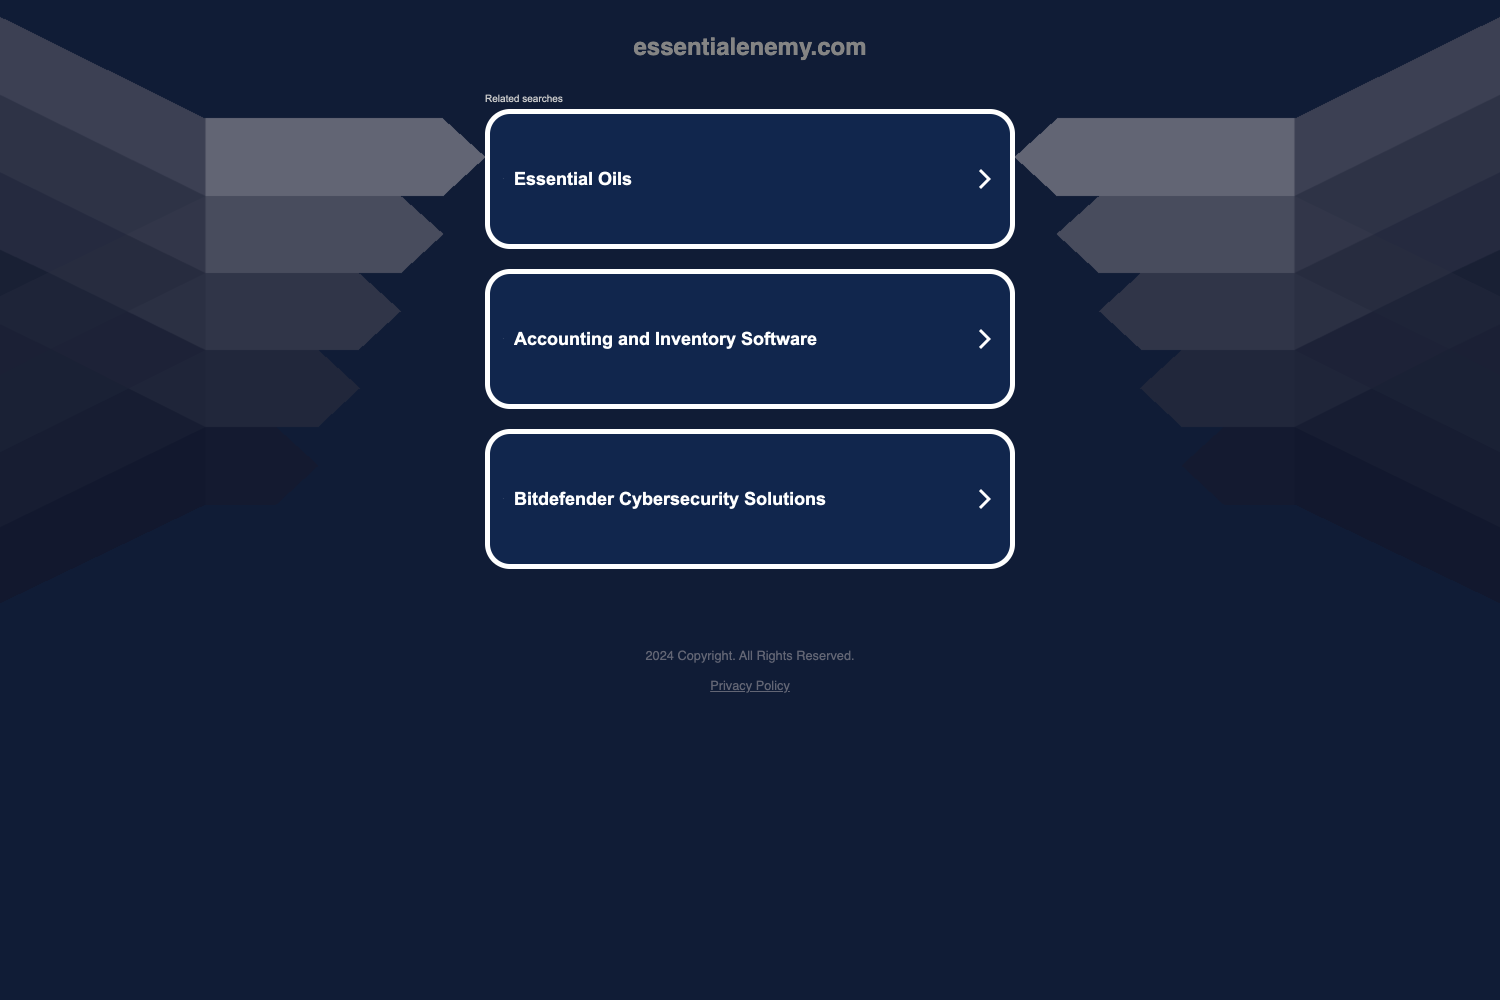 essentialenemy.com
Related searches
Essential Oils
Accounting and Inventory Software
Bitdefender Cybersecurity Solutions
2024 Copyright. All Rights Reserved.
Privacy Policy